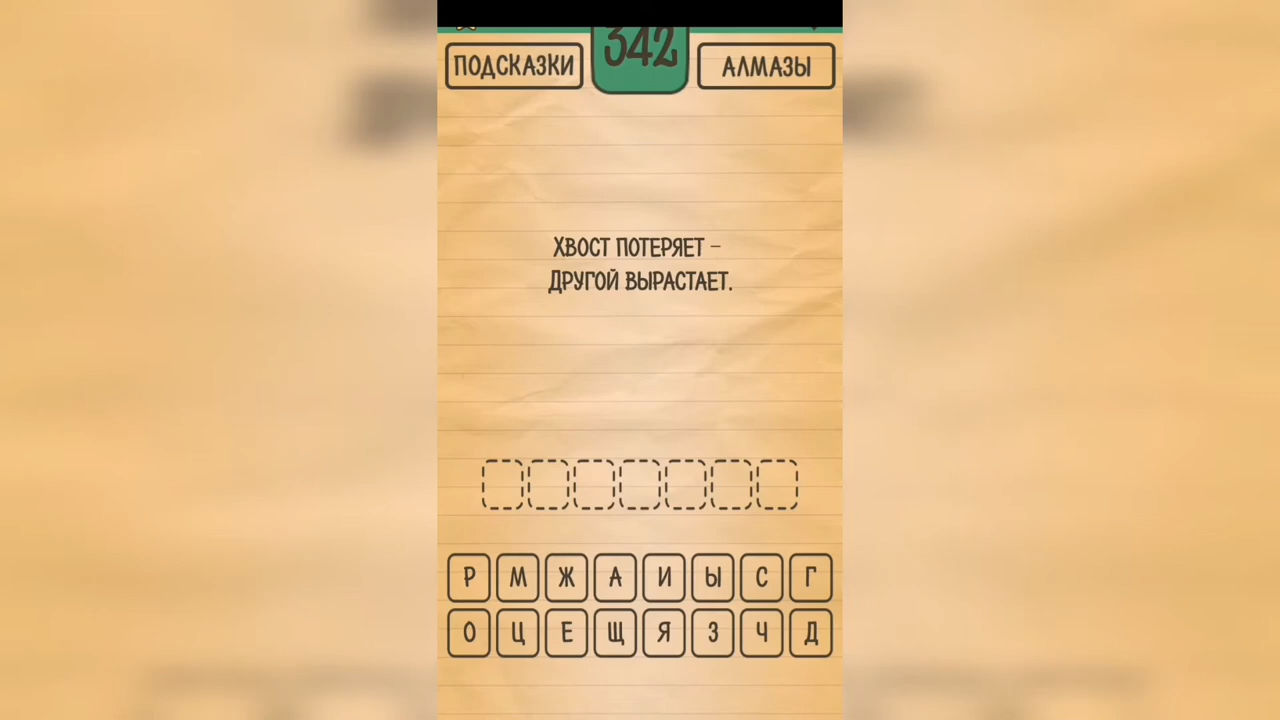 ПОДСКАЗКИ
342
АЛМАЗЫ
ХВОСТ ПОТЕРЯЕТ –
ДРУГОЙ ВЫРАСТАЕТ.
Р М Ж А И Ы С Г
О Ц Е Щ Я З Ч Д